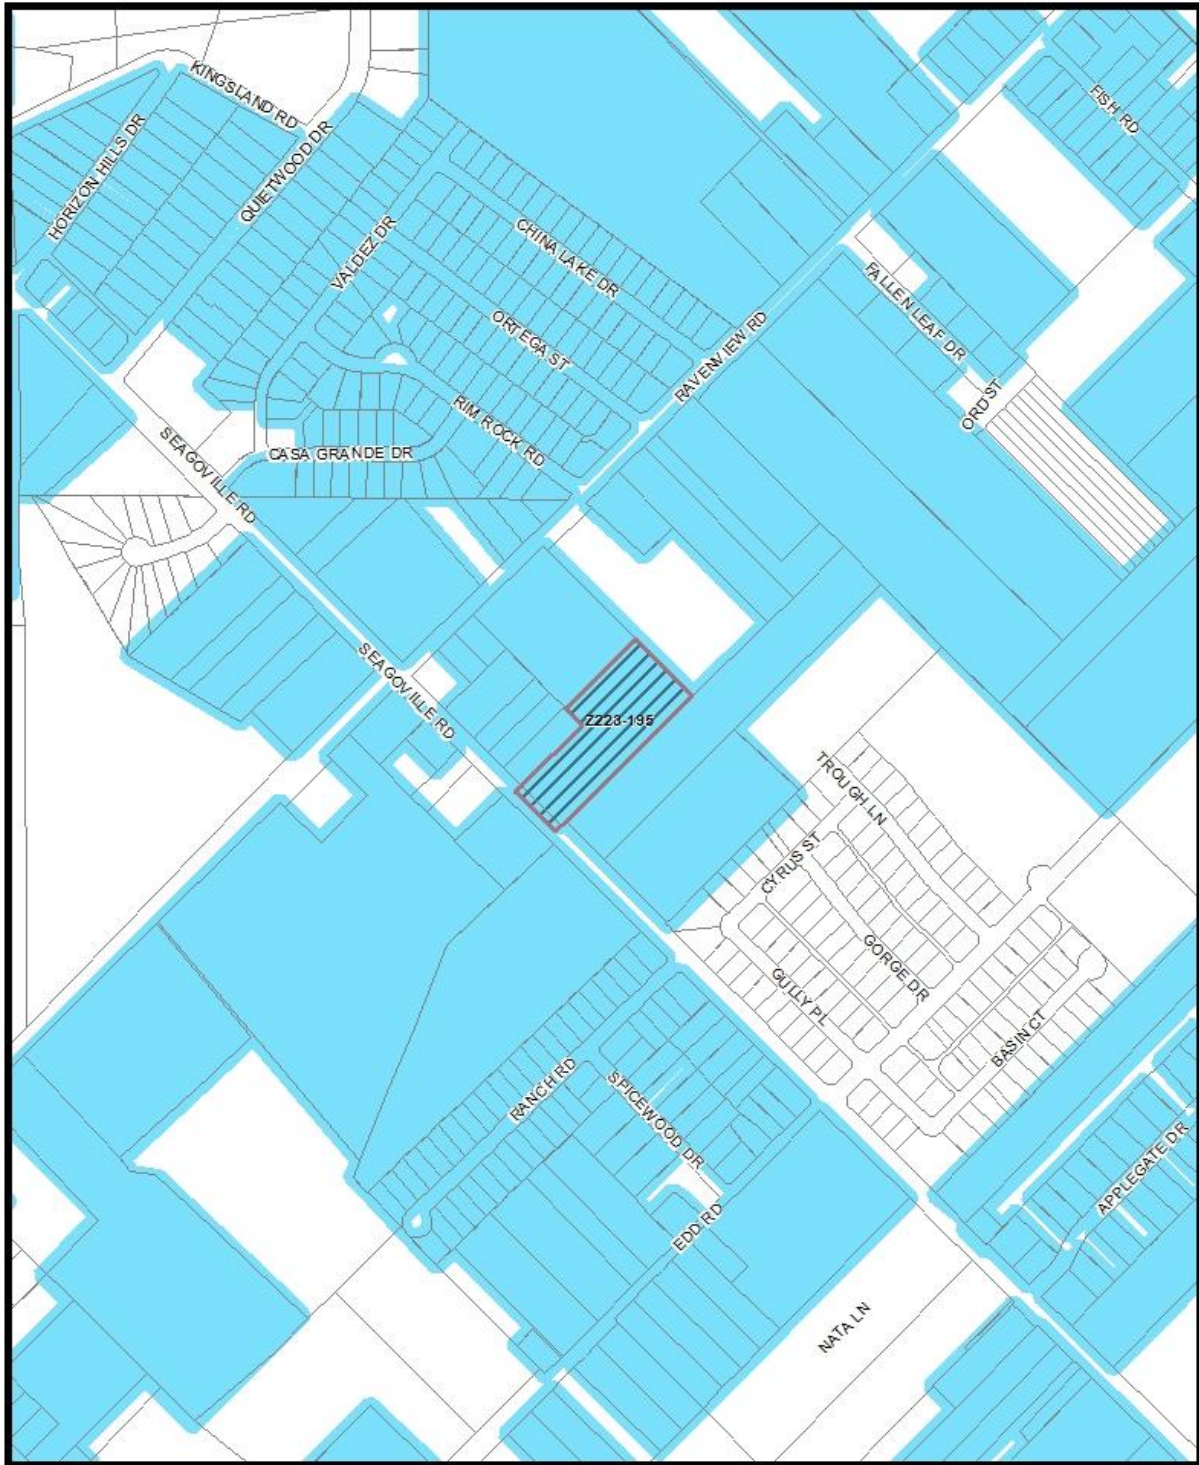 KINGSLAND RD
FISH RD
HORIZON HILLS DR
QUIETWOOD DR
VALDEZ DR
CHINA LAKE DR
FALLEN LEAF DR
ORTEGA ST
RAVENVIEW RD
ORD ST
RIM ROCK RD
CASA GRANDE DR
SEAGOVILLE RD
SEAGOVILLE RD
Z223-195
TROUGH LN
CYRUS ST
GORGE DR
GULLY PL
BASIN CT
RANCH RD
SPICEWOOD DR
APPLEGATE DR
EDD RD
NATA LN